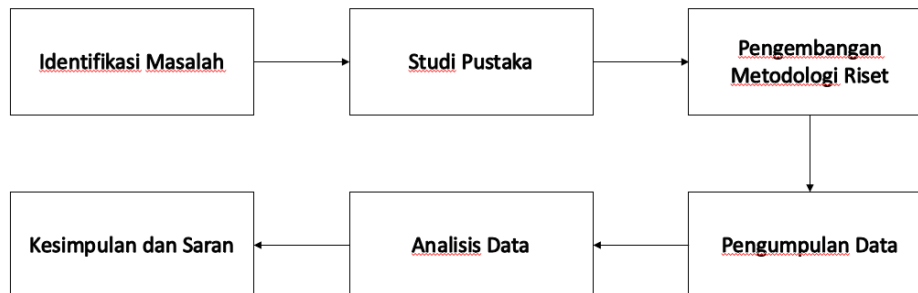 Identifikasi Masalah
Studi Pustaka
Pengembangan
Metodologi Riset
Pengumpulan Data
Analisis Data
Kesimpulan dan Saran